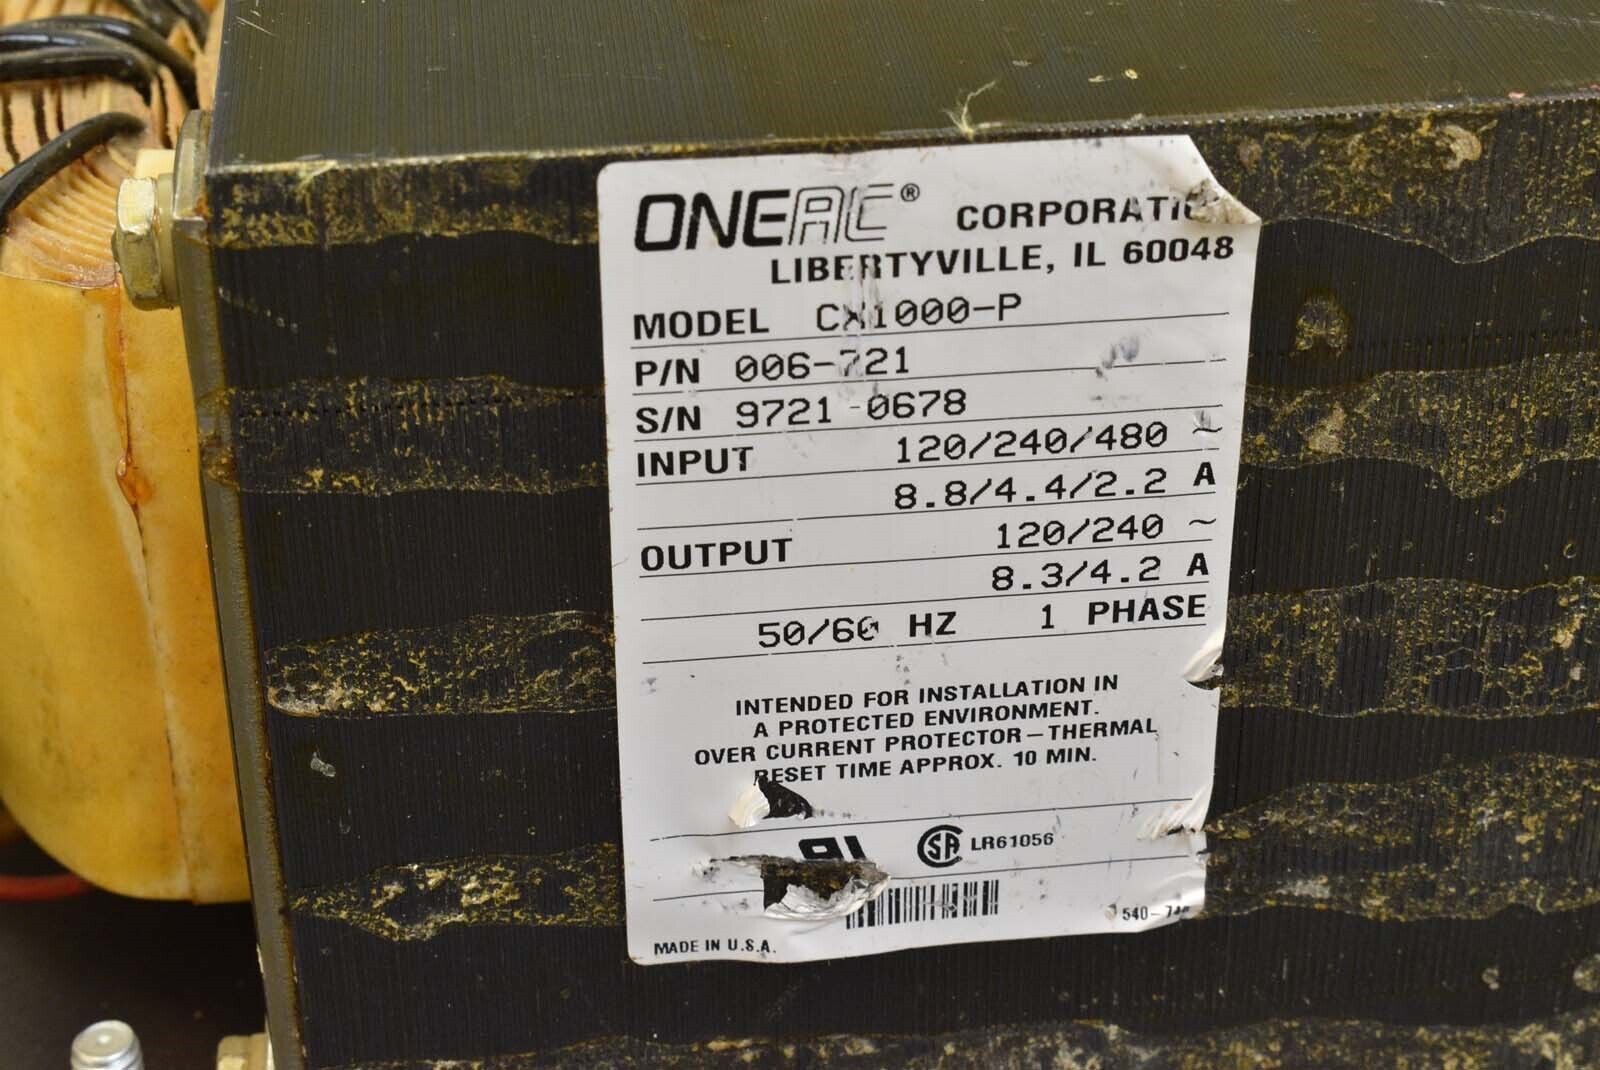 ONEAC® CORPORATION
LIBERTYVILLE, IL 60048
MODEL CX1000-P
P/N 006-721
S/N 9721-0678
INPUT 120/240/480 ~
8.8/4.4/2.2 A
OUTPUT 120/240 ~
8.3/4.2 A
50/60 HZ 1 PHASE
INTENDED FOR INSTALLATION IN
A PROTECTED ENVIRONMENT.
OVER CURRENT PROTECTOR—THERMAL
RESET TIME APPROX. 10 MIN.
SA LR61056
MADE IN U.S.A.